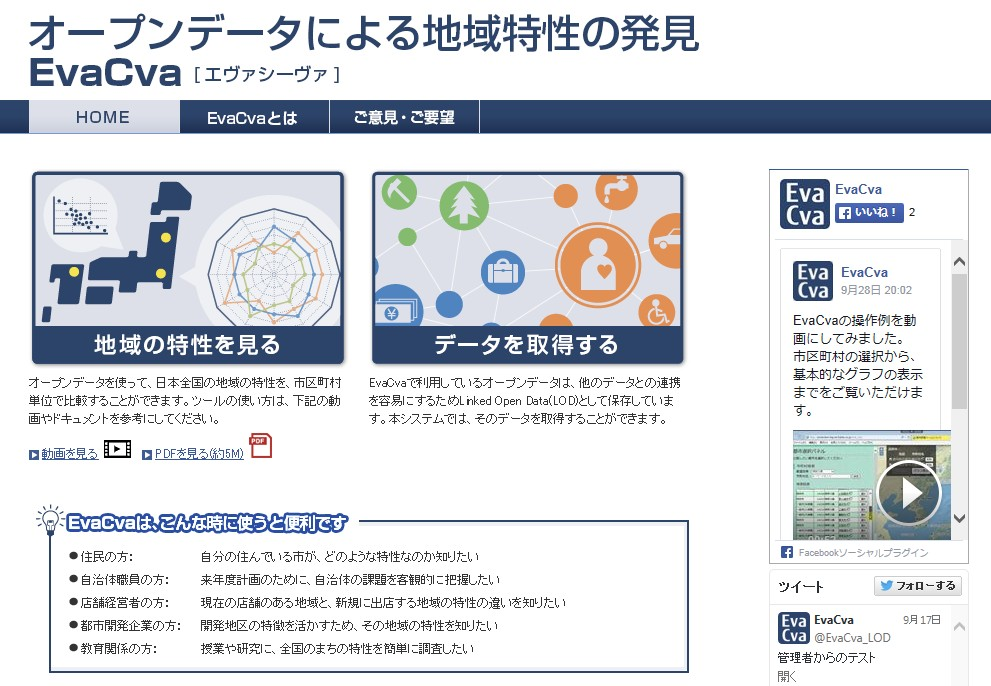 オープンデータによる地域特性の発見
EvaCva [ エヴァシーヴァ ]
HOME
EvaCvaとは
ご意見・ご要望
地域の特性を見る
オープンデータを使って、日本全国の地域の特性を、市区町村
単位で比較することができます。ツールの使い方は、下記の動
画やドキュメントを参考にしてください。
動画を見る
PDFを見る(約5M)
PDF
¥
データを取得する
EvaCvaで利用しているオープンデータは、他のデータとの連携
を容易にするためLinked Open Data(LOD)として保存していま
す。本システムでは、そのデータを取得することができます。
EvaCvaは、こんな時に使うと便利です
●住民の方: 自分の住んでいる市が、どのような特性なのか知りたい
●自治体職員の方: 来年度計画のために、自治体の課題を客観的に把握したい
●店舗経営者の方: 現在の店舗のある地域と、新規に出店する地域の特性の違いを知りたい
●都市開発企業の方: 開発地区の特徴を活かすため、その地域の特性を知りたい
●教育関係の方: 授業や研究に、全国のまちの特性を簡単に調査したい
Eva
Cva
EvaCva
いいね！ 2
Eva
Cva
EvaCva
9月28日 20:02
EvaCvaの操作例を動
画にしてみました。
市区町村の選択から、
基本的なグラフの表示
までをご覧いただけま
す。
Facebookソーシャルプラグイン
ツイート
フォローする
Eva
Cva
EvaCva 9月17日
@EvaCva_LOD
管理者からのテスト
開く